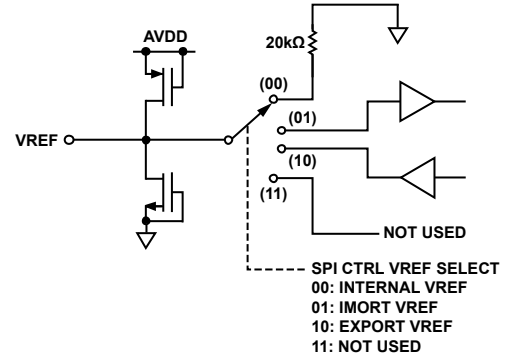 AVDD
20kΩ
(00)
VREF
(01)
(10)
(11)
NOT USED
SPI CTRL VREF SELECT
00: INTERNAL VREF
01: IMORT VREF
10: EXPORT VREF
11: NOT USED